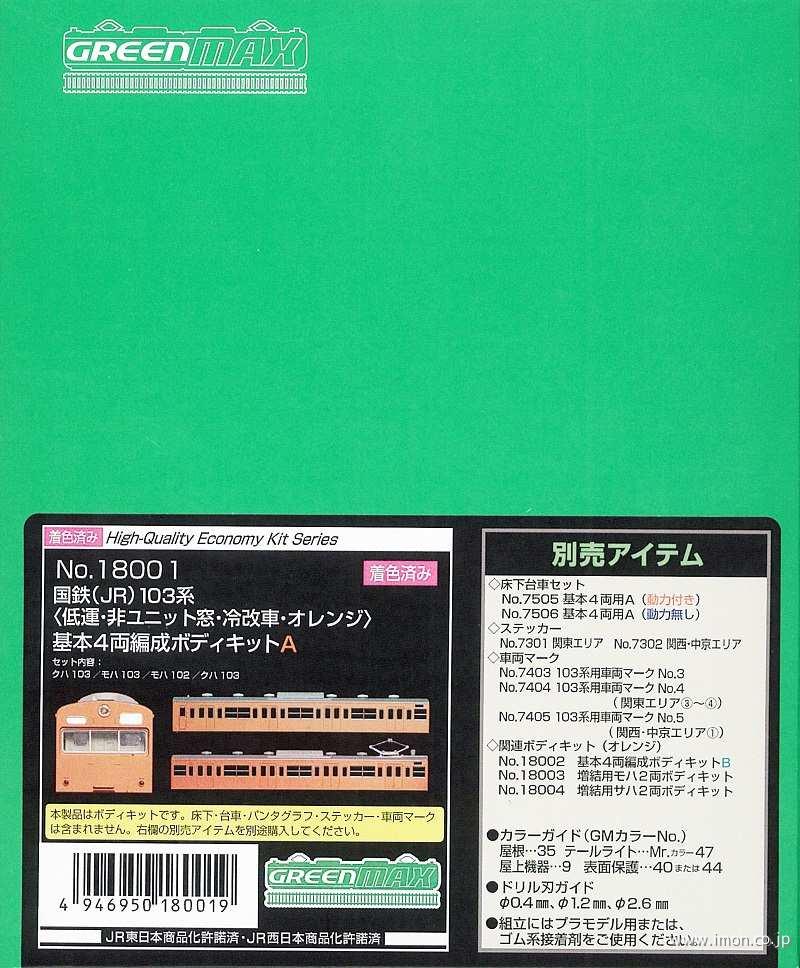 GREENMAX
着色済み High-Quality Economy Kit Series
No.18001
着色済み
国鉄(JR)103系
〈低運・非ユニット窓・冷改車・オレンジ〉
基本4両編成ボディキットA
セット内容：
クハ103／モハ103／モハ102／クハ103
本製品はボディキットです。床下・台車・パンタグラフ・ステッカー・車両マーク
は含まれません。右欄の別売アイテムを別途購入してください。
4 946950 180019
GREENMAX
JR東日本商品化許諾済・JR西日本商品化許諾済
別売アイテム
◇床下台車セット
No.7505 基本4両用A（動力付き）
No.7506 基本4両用A（動力無し）
◇ステッカー
No.7301 関東エリア No.7302 関西・中京エリア
◇車両マーク
No.7403 103系用車両マーク No.3
No.7404 103系用車両マーク No.4
（関東エリア③〜④）
No.7405 103系用車両マーク No.5
（関西・中京エリア①）
◇関連ボディキット（オレンジ）
No.18002 基本4両編成ボディキットB
No.18003 増結用モハ2両ボディキット
No.18004 増結用サハ2両ボディキット
●カラーガイド（GMカラーNo.）
屋根…35 テールライト…Mr.カラー47
屋上機器…9 表面保護…40または44
●ドリル刃ガイド
φ0.4㎜、φ1.2㎜、φ2.6㎜
●組立にはプラモデル用または、
ゴム系接着剤をご使用ください。
www.imon.co.jp